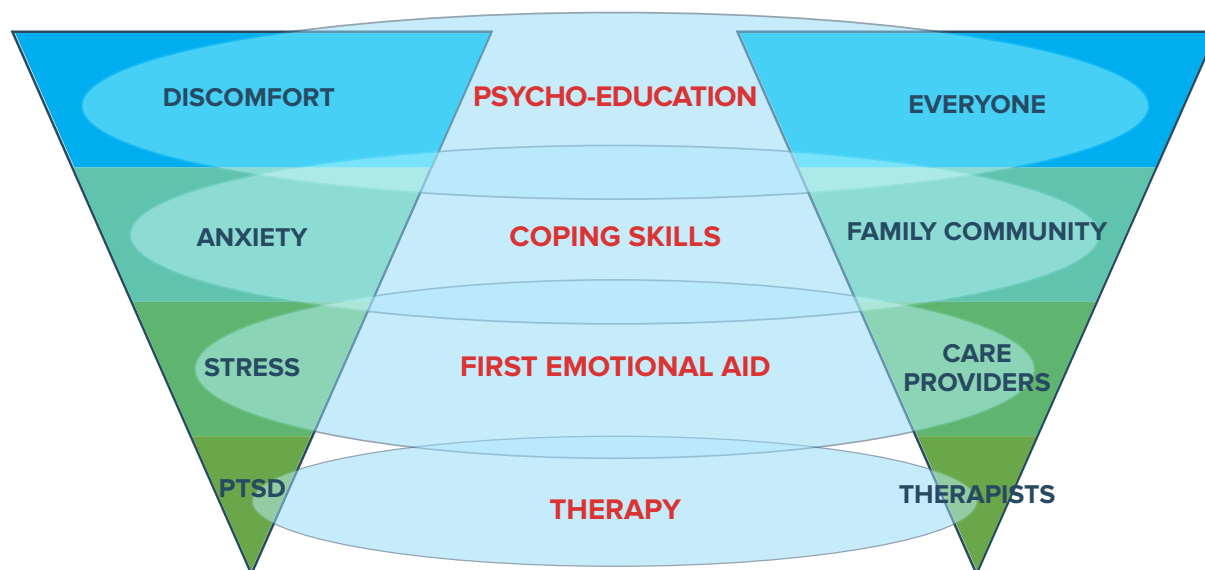 DISCOMFORT
PSYCHO-EDUCATION
EVERYONE
ANXIETY
COPING SKILLS
FAMILY COMMUNITY
STRESS
FIRST EMOTIONAL AID
CARE
PROVIDERS
PTSD
THERAPY
THERAPISTS